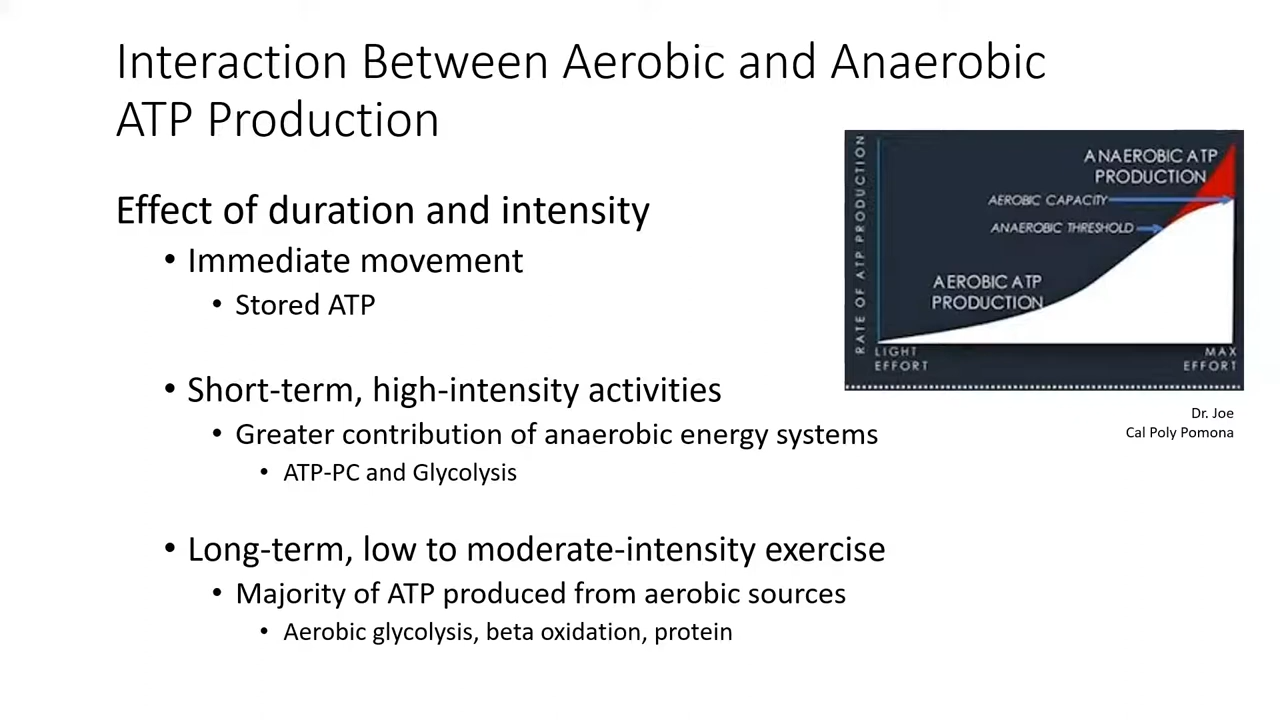 Interaction Between Aerobic and Anaerobic
ATP Production
Effect of duration and intensity
• Immediate movement
• Stored ATP
• Short-term, high-intensity activities
• Greater contribution of anaerobic energy systems
• ATP-PC and Glycolysis
• Long-term, low to moderate-intensity exercise
• Majority of ATP produced from aerobic sources
• Aerobic glycolysis, beta oxidation, protein
RATE OF ATP PRODUCTION
ANAEROBIC ATP
PRODUCTION
AEROBIC CAPACITY
ANAEROBIC THRESHOLD
AEROBIC ATP
PRODUCTION
LIGHT
EFFORT
MAX
EFFORT
Dr. Joe
Cal Poly Pomona